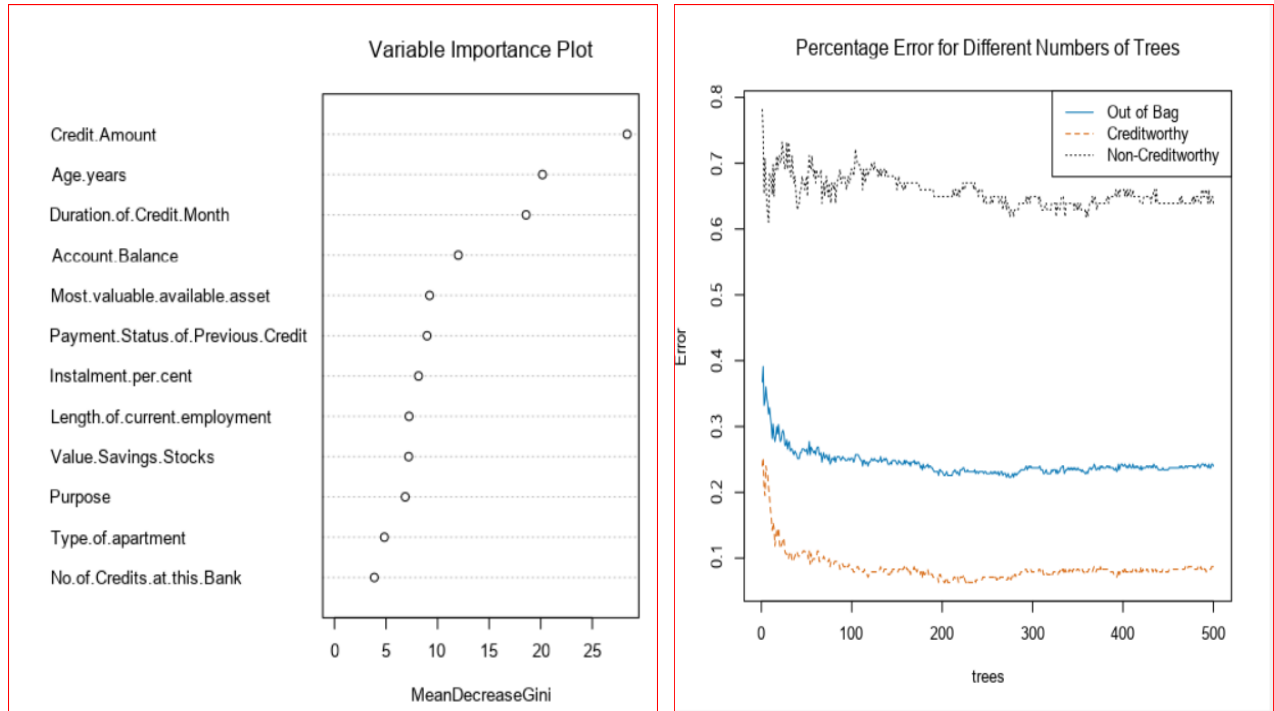 Variable Importance Plot
Credit.Amount
Age.years
Duration.of.Credit.Month
Account.Balance
Most.valuable.available.asset
Payment.Status.of.Previous.Credit
Instalment.per.cent
Length.of.current.employment
Value.Savings.Stocks
Purpose
Type.of.apartment
No.of.Credits.at.this.Bank
0 5 10 15 20 25
MeanDecreaseGini
Percentage Error for Different Numbers of Trees
Out of Bag
Creditworthy
Non-Creditworthy
Error
0.8
0.7
0.6
0.5
0.4
0.3
0.2
0.1
0 100 200 300 400 500
trees